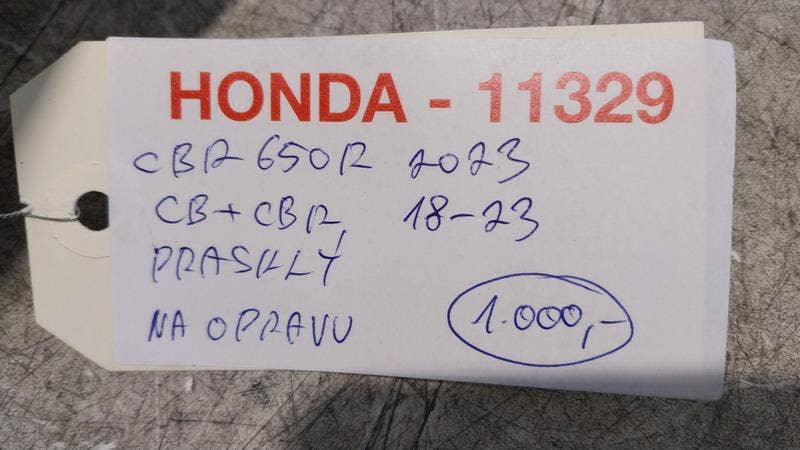 HONDA - 11329
CBR 650R 2023
CB+CBR, 18-23
PRASKLÝ
NA OPRAVU
1.000,-